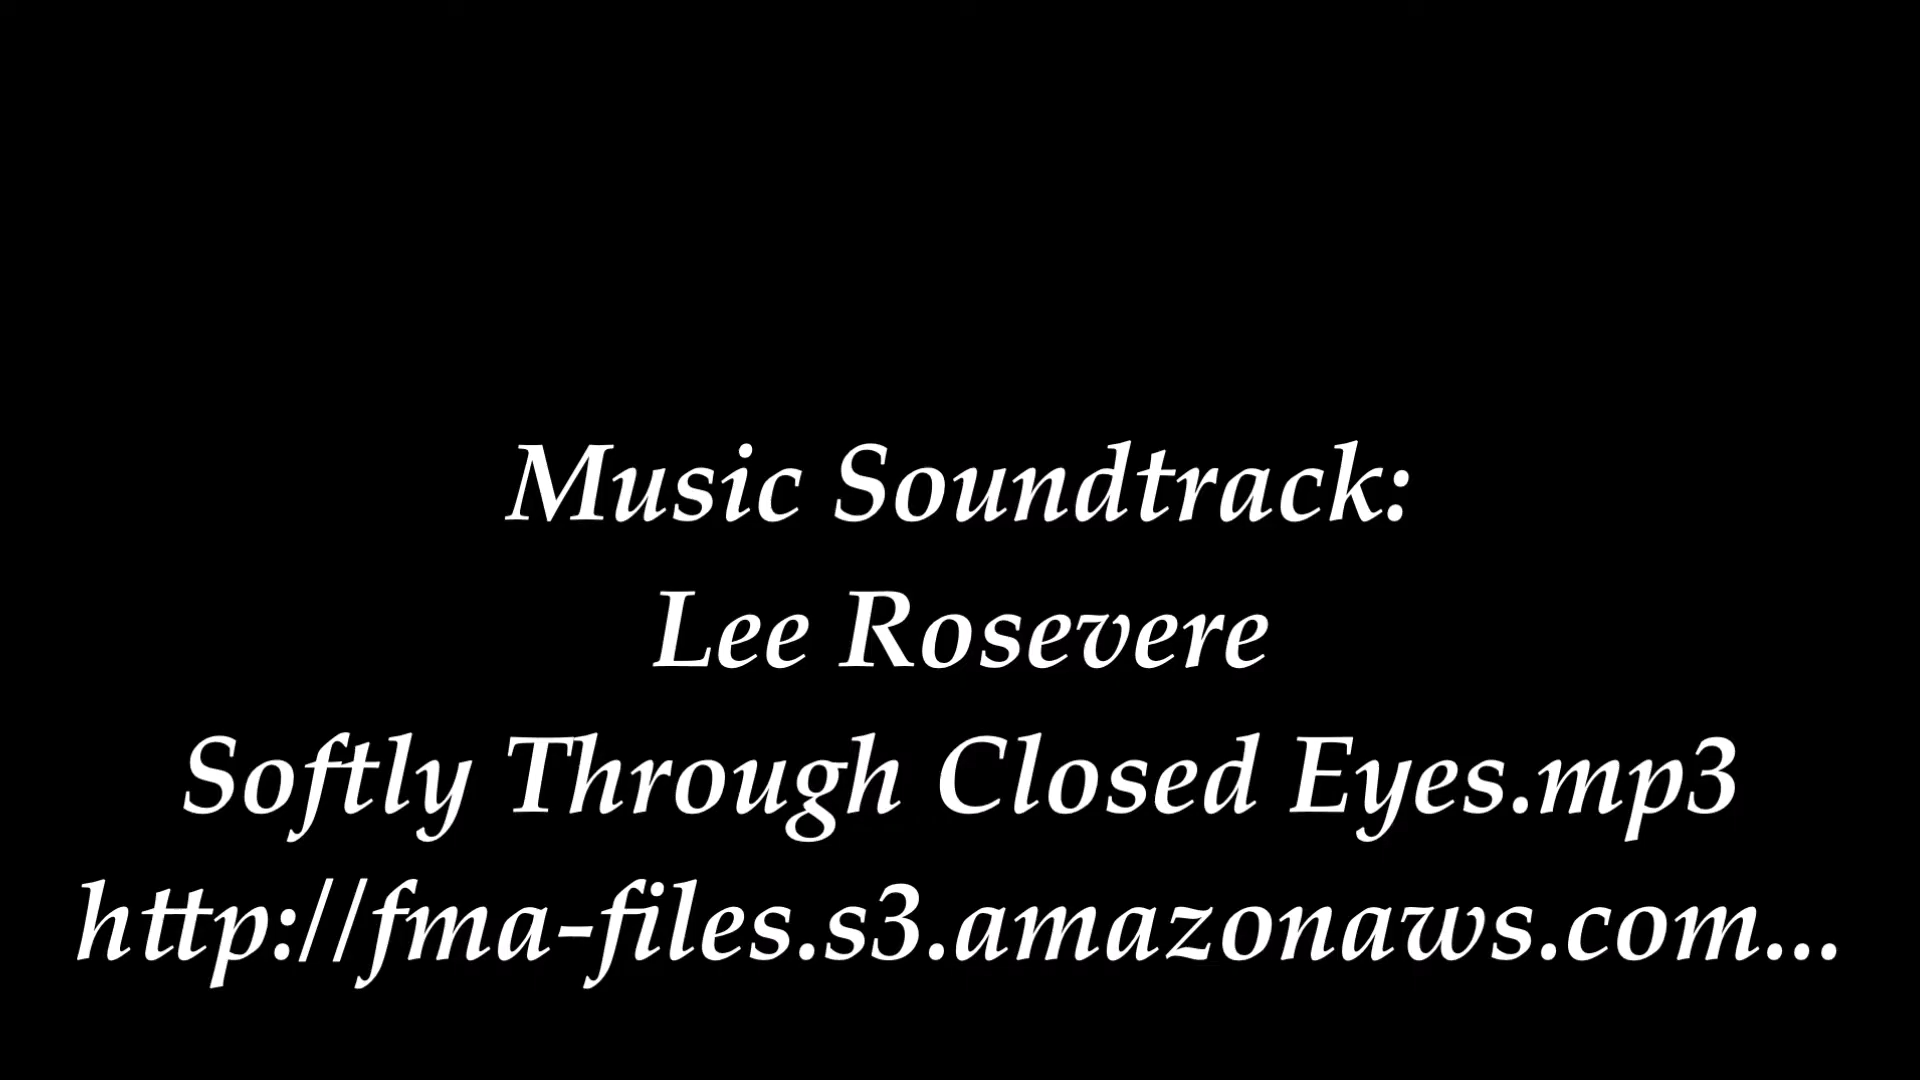 Music Soundtrack:
Lee Rosevere
Softly Through Closed Eyes.mp3
http://fma-files.s3.amazonaws.com...